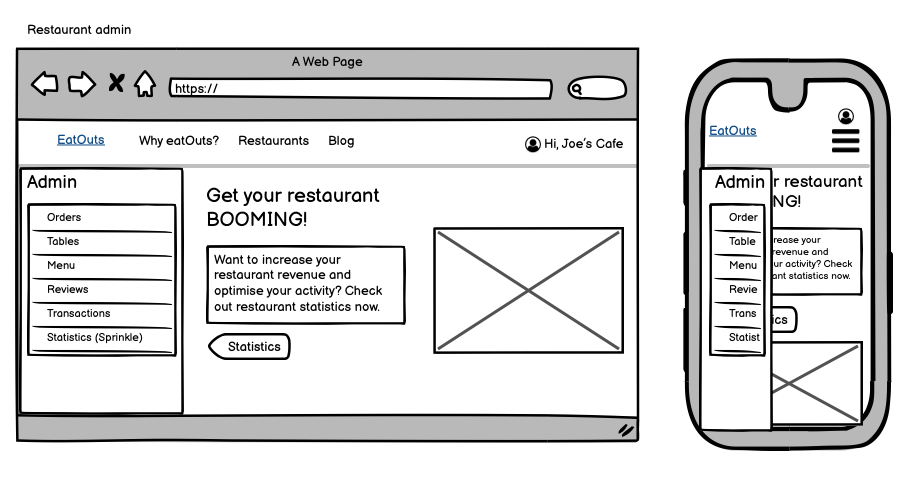 Restaurant admin
A Web Page
https://
EatOuts Why eatOuts? Restaurants Blog Hi, Joe's Cafe
Admin
Orders
Tables
Menu
Reviews
Transactions
Statistics (Sprinkle)
Get your restaurant
BOOMING!
Want to increase your
restaurant revenue and
optimise your activity? Check
out restaurant statistics now.
Statistics
EatOuts
Admin
Order
Table
Menu
Revie
Trans
Statist
r restaurant
NG!
rease your
evenue and
ur activity? Check
ant statistics now.
ics